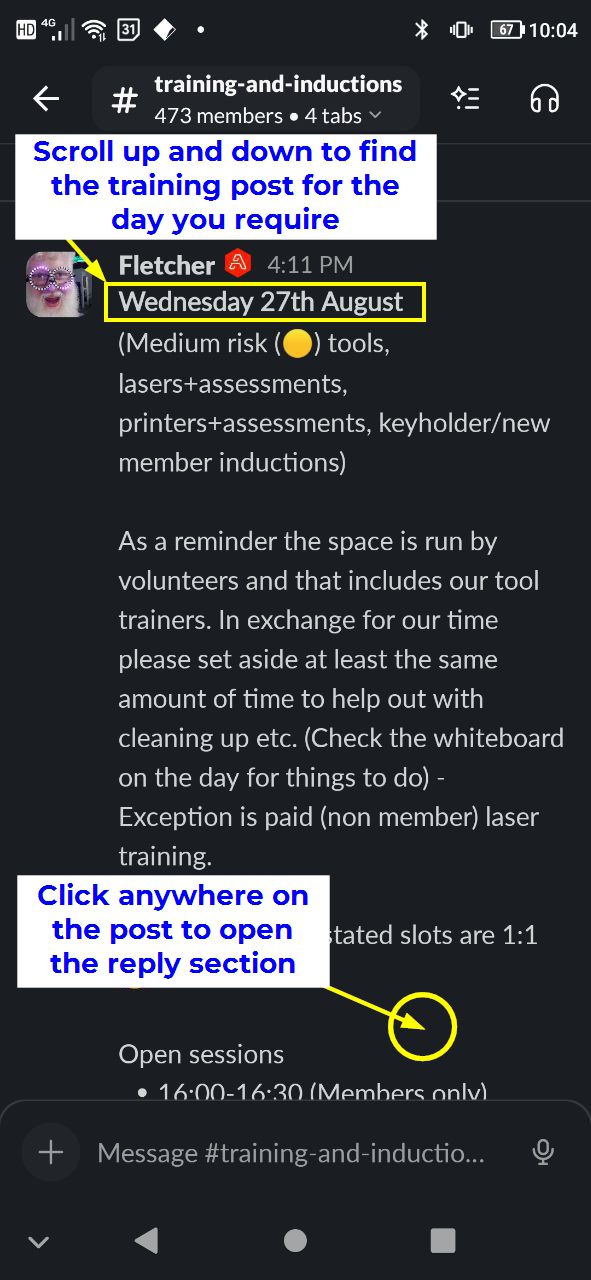 HD 4G 31 67 10:04
# training-and-inductions
473 members • 4 tabs
Scroll up and down to find
the training post for the
day you require
Fletcher 4:11 PM
Wednesday 27th August
(Medium risk (🟡) tools,
lasers+assessments,
printers+assessments, keyholder/new
member inductions)
As a reminder the space is run by
volunteers and that includes our tool
trainers. In exchange for our time
please set aside at least the same
amount of time to help out with
cleaning up etc. (Check the whiteboard
on the day for things to do) -
Exception is paid (non member) laser
training.
Click anywhere on
the post to open
the reply section
stated slots are 1:1
Open sessions
• 16:00-16:30 (Members only)
Message #training-and-inductio...